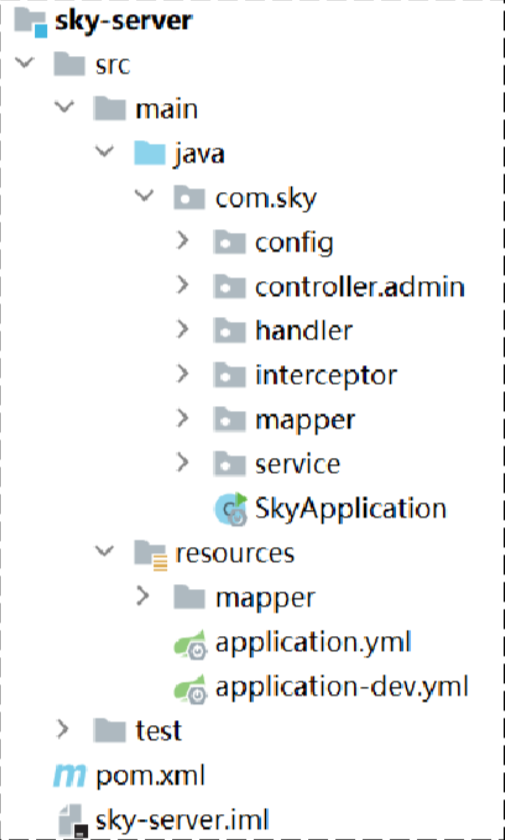 sky-server
src
main
java
com.sky
config
controller.admin
handler
interceptor
mapper
service
SkyApplication
resources
mapper
application.yml
application-dev.yml
test
pom.xml
sky-server.iml